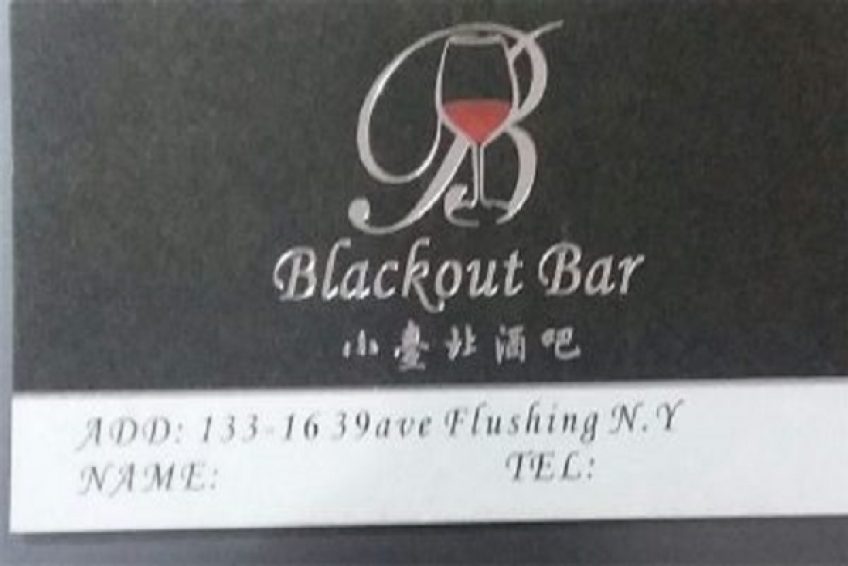 B
Blackout Bar
小臺北酒吧
ADD: 133-16 39ave Flushing N.Y
NAME: TEL: